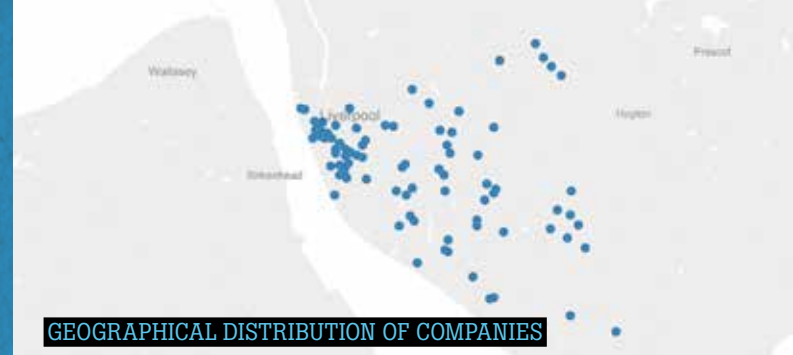 Prescot
Wallasey
Liverpool
Huyton
Birkenhead
GEOGRAPHICAL DISTRIBUTION OF COMPANIES